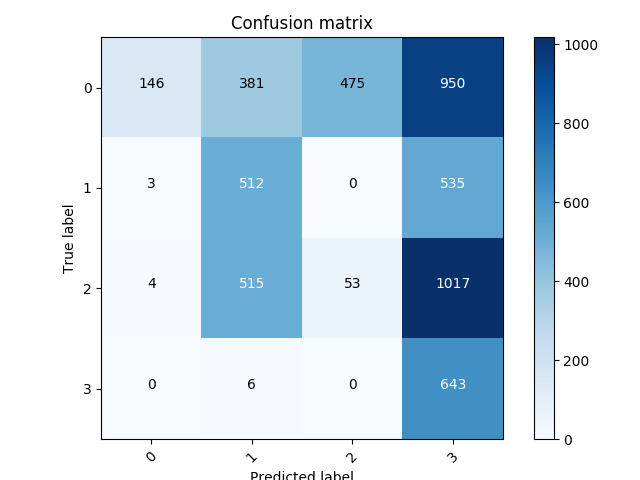 Confusion matrix
0 146 381 475 950
1 3 512 0 535
2 4 515 53 1017
3 0 6 0 643
0 1 2 3
True label
Predicted label
1000
800
600
400
200
0